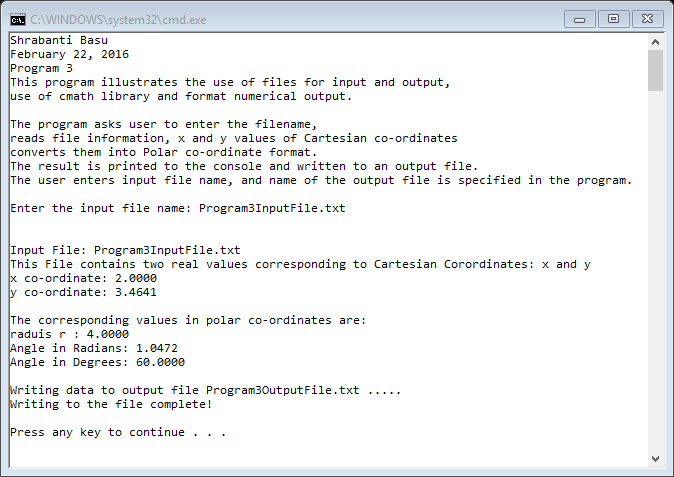 C:\WINDOWS\system32\cmd.exe
Shrabanti Basu
February 22, 2016
Program 3
This program illustrates the use of files for input and output,
use of cmath library and format numerical output.
The program asks user to enter the filename,
reads file information, x and y values of Cartesian co-ordinates
converts them into Polar co-ordinate format.
The result is printed to the console and written to an output file.
The user enters input file name, and name of the output file is specified in the program.
Enter the input file name: Program3InputFile.txt
Input File: Program3InputFile.txt
This File contains two real values corresponding to Cartesian Corordinates: x and y
x co-ordinate: 2.0000
y co-ordinate: 3.4641
The corresponding values in polar co-ordinates are:
raduis r : 4.0000
Angle in Radians: 1.0472
Angle in Degrees: 60.0000
Writing data to output file Program3OutputFile.txt .....
Writing to the file complete!
Press any key to continue . . .